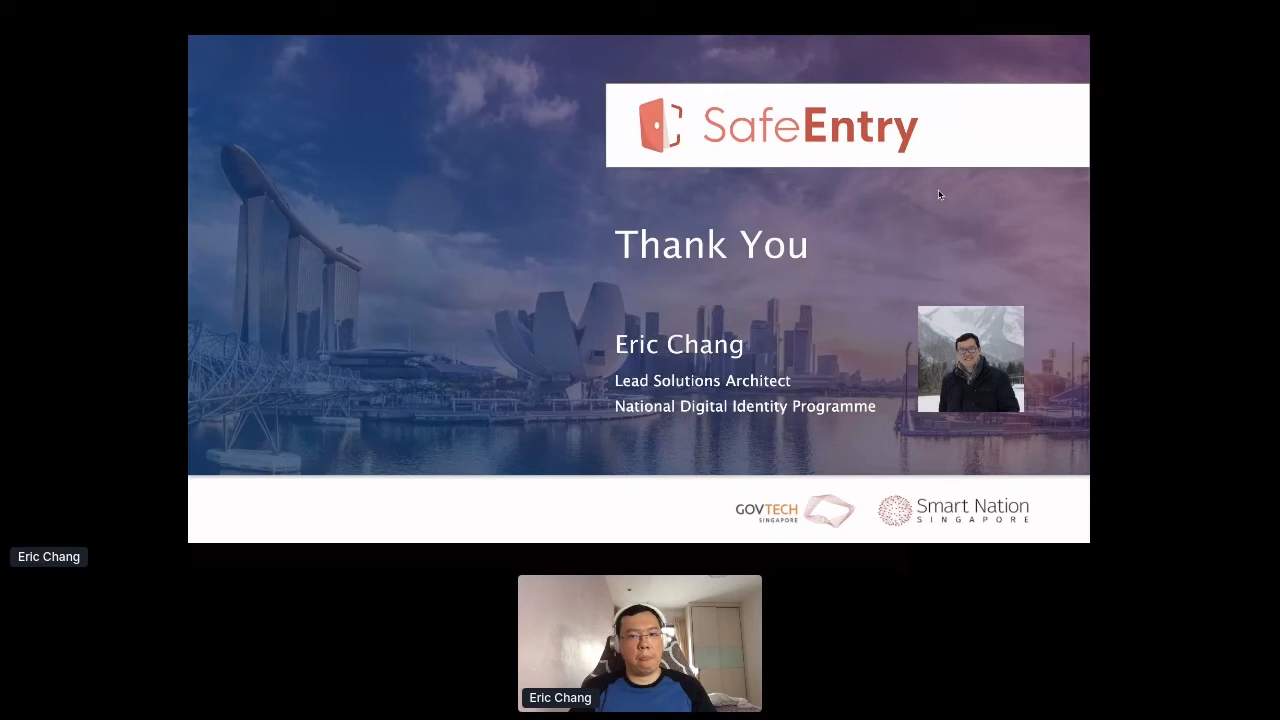 SafeEntry
Thank You
Eric Chang
Lead Solutions Architect
National Digital Identity Programme
GOVTECH
SINGAPORE
Smart Nation
SINGAPORE
Eric Chang
Eric Chang